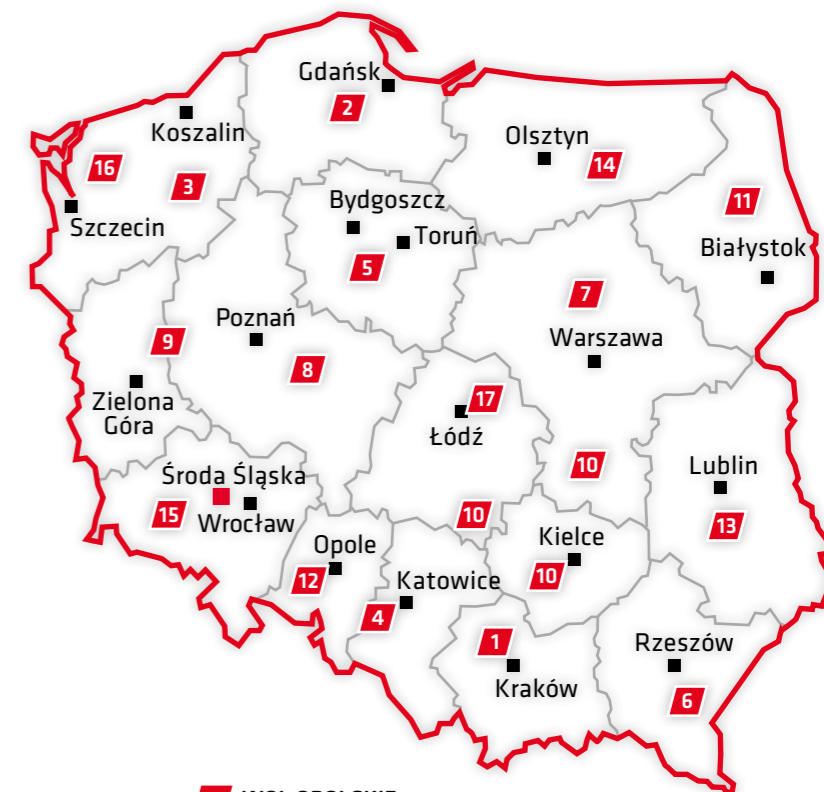 Gdańsk
2
Koszalin
Olsztyn
14
16
3
Bydgoszcz
11
Szczecin
Toruń
Białystok
5
7
Poznań
9
Warszawa
8
17
Zielona
Góra
Łódź
10
Lublin
Środa Śląska
15
Wrocław
10
13
Opole
Kielce
12
Katowice
10
4
1
Rzeszów
Kraków
6